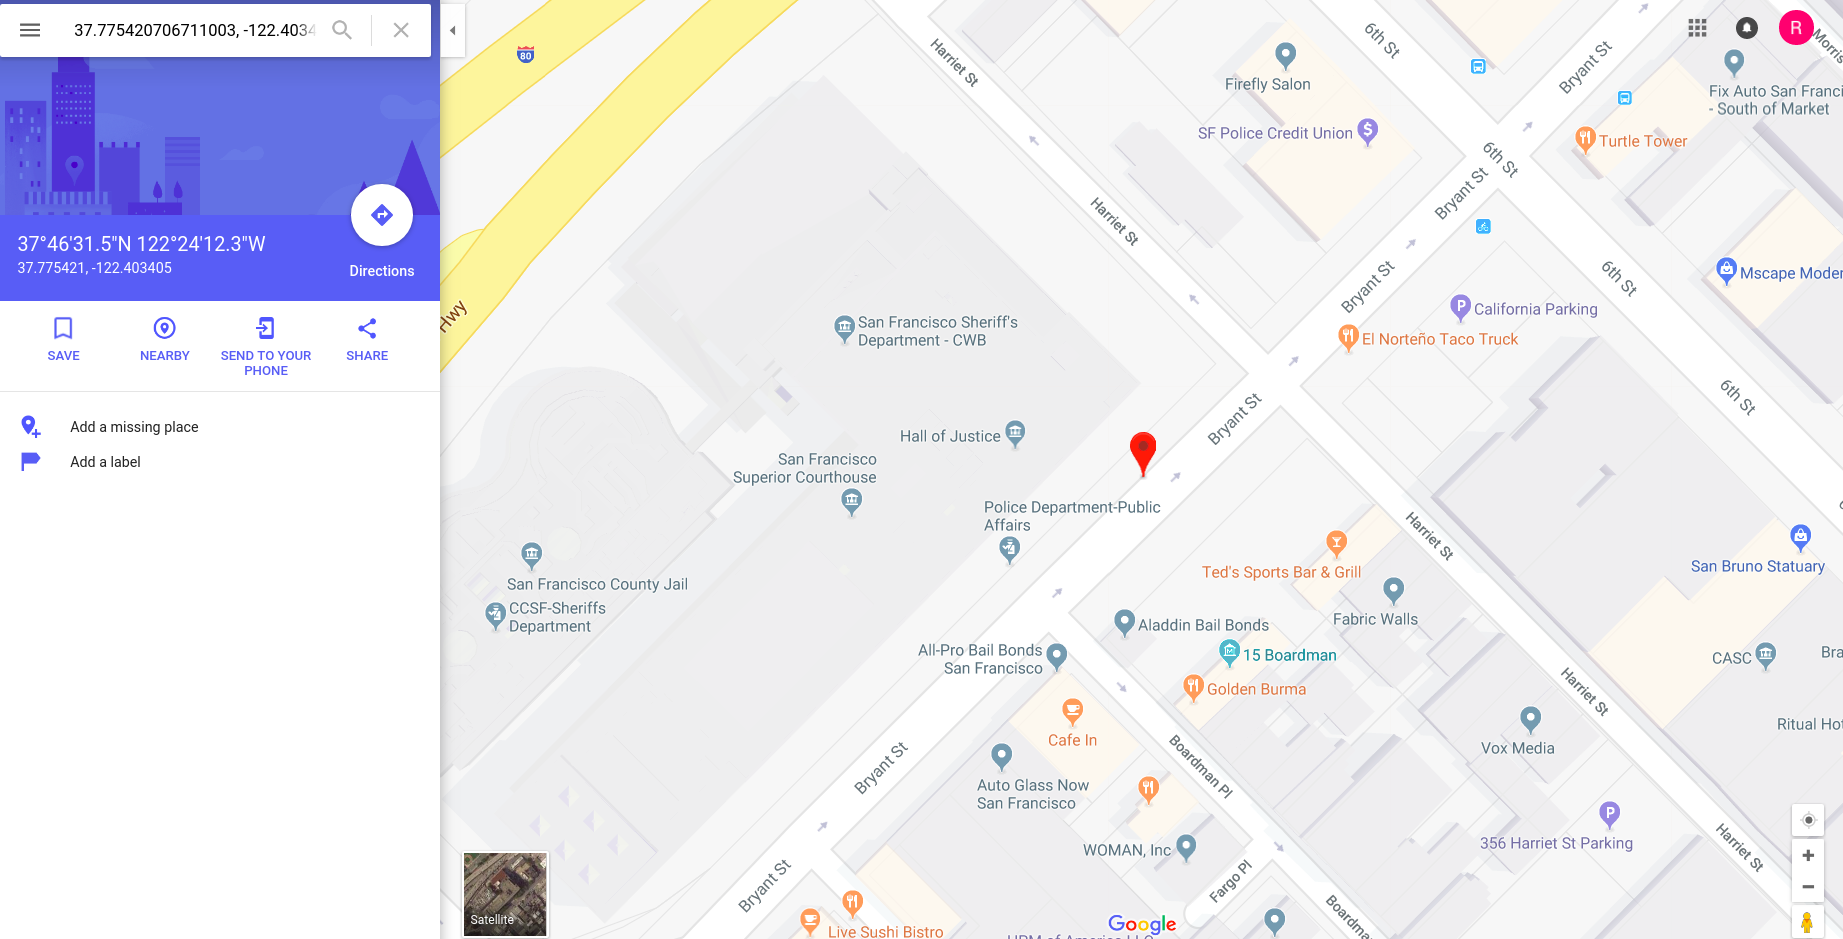 37.775420706711003, -122.4034
37°46'31.5"N 122°24'12.3"W
37.775421, -122.403405
Directions
SAVE
NEARBY
SEND TO YOUR
PHONE
SHARE
Add a missing place
Add a label
80
Hwy
Harriet St
6th St
Bryant St
Morris
R
Firefly Salon
Fix Auto San Franci
- South of Market
SF Police Credit Union
$
Turtle Tower
6th St
Bryant St
Harriet St
6th St
Bryant St
Mscape Moder
P
California Parking
San Francisco Sheriff's
Department - CWB
El Norteño Taco Truck
6th St
Bryant St
Hall of Justice
San Francisco
Superior Courthouse
Police Department-Public
Affairs
Harriet St
San Francisco County Jail
CCSF-Sheriffs
Department
Ted's Sports Bar & Grill
San Bruno Statuary
Fabric Walls
Aladdin Bail Bonds
All-Pro Bail Bonds
San Francisco
15 Boardman
CASC
Bra
Golden Burma
Harriet St
Cafe In
Ritual Hot
Vox Media
Bryant St
Boardman Pl
Auto Glass Now
San Francisco
P
356 Harriet St Parking
Harriet St
WOMAN, Inc
Fargo Pl
Bryant St
Boardma
Satellite
Live Sushi Bistro
Google